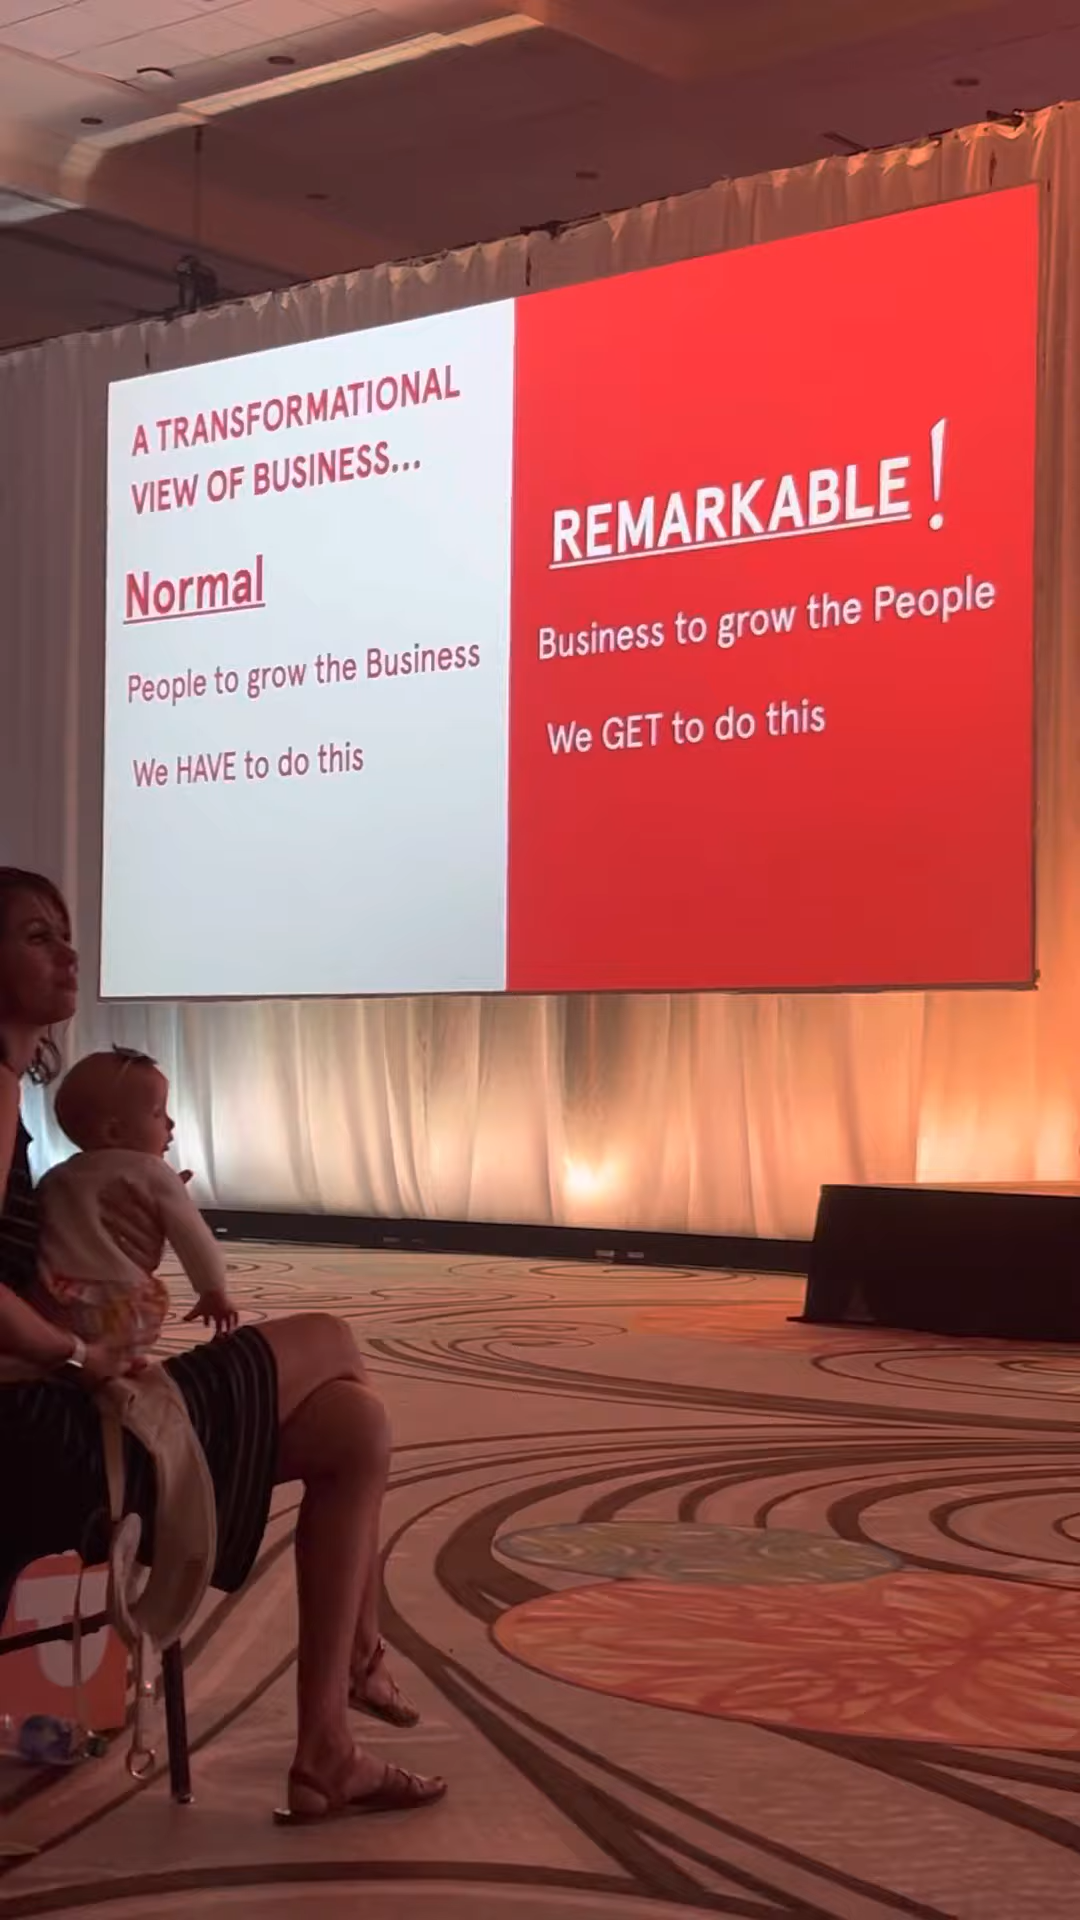 A TRANSFORMATIONAL
VIEW OF BUSINESS...
Normal
People to grow the Business
We HAVE to do this
REMARKABLE!
Business to grow the People
We GET to do this